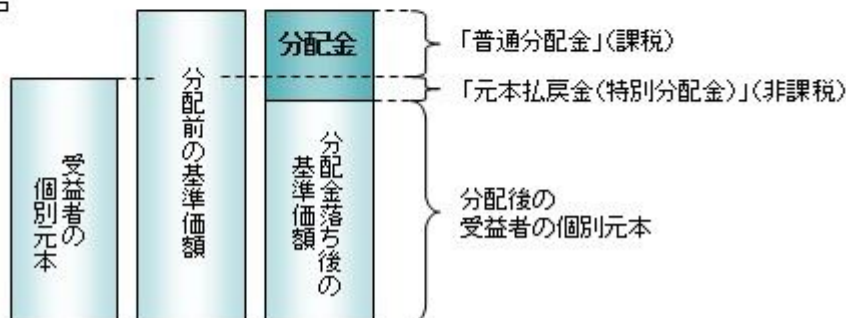 分配金
「普通分配金」(課税)
「元本払戻金(特別分配金)」(非課税)
受益者の
個別元本
分配前の基準価額
分配金落ち後の
基準価額
分配後の
受益者の個別元本